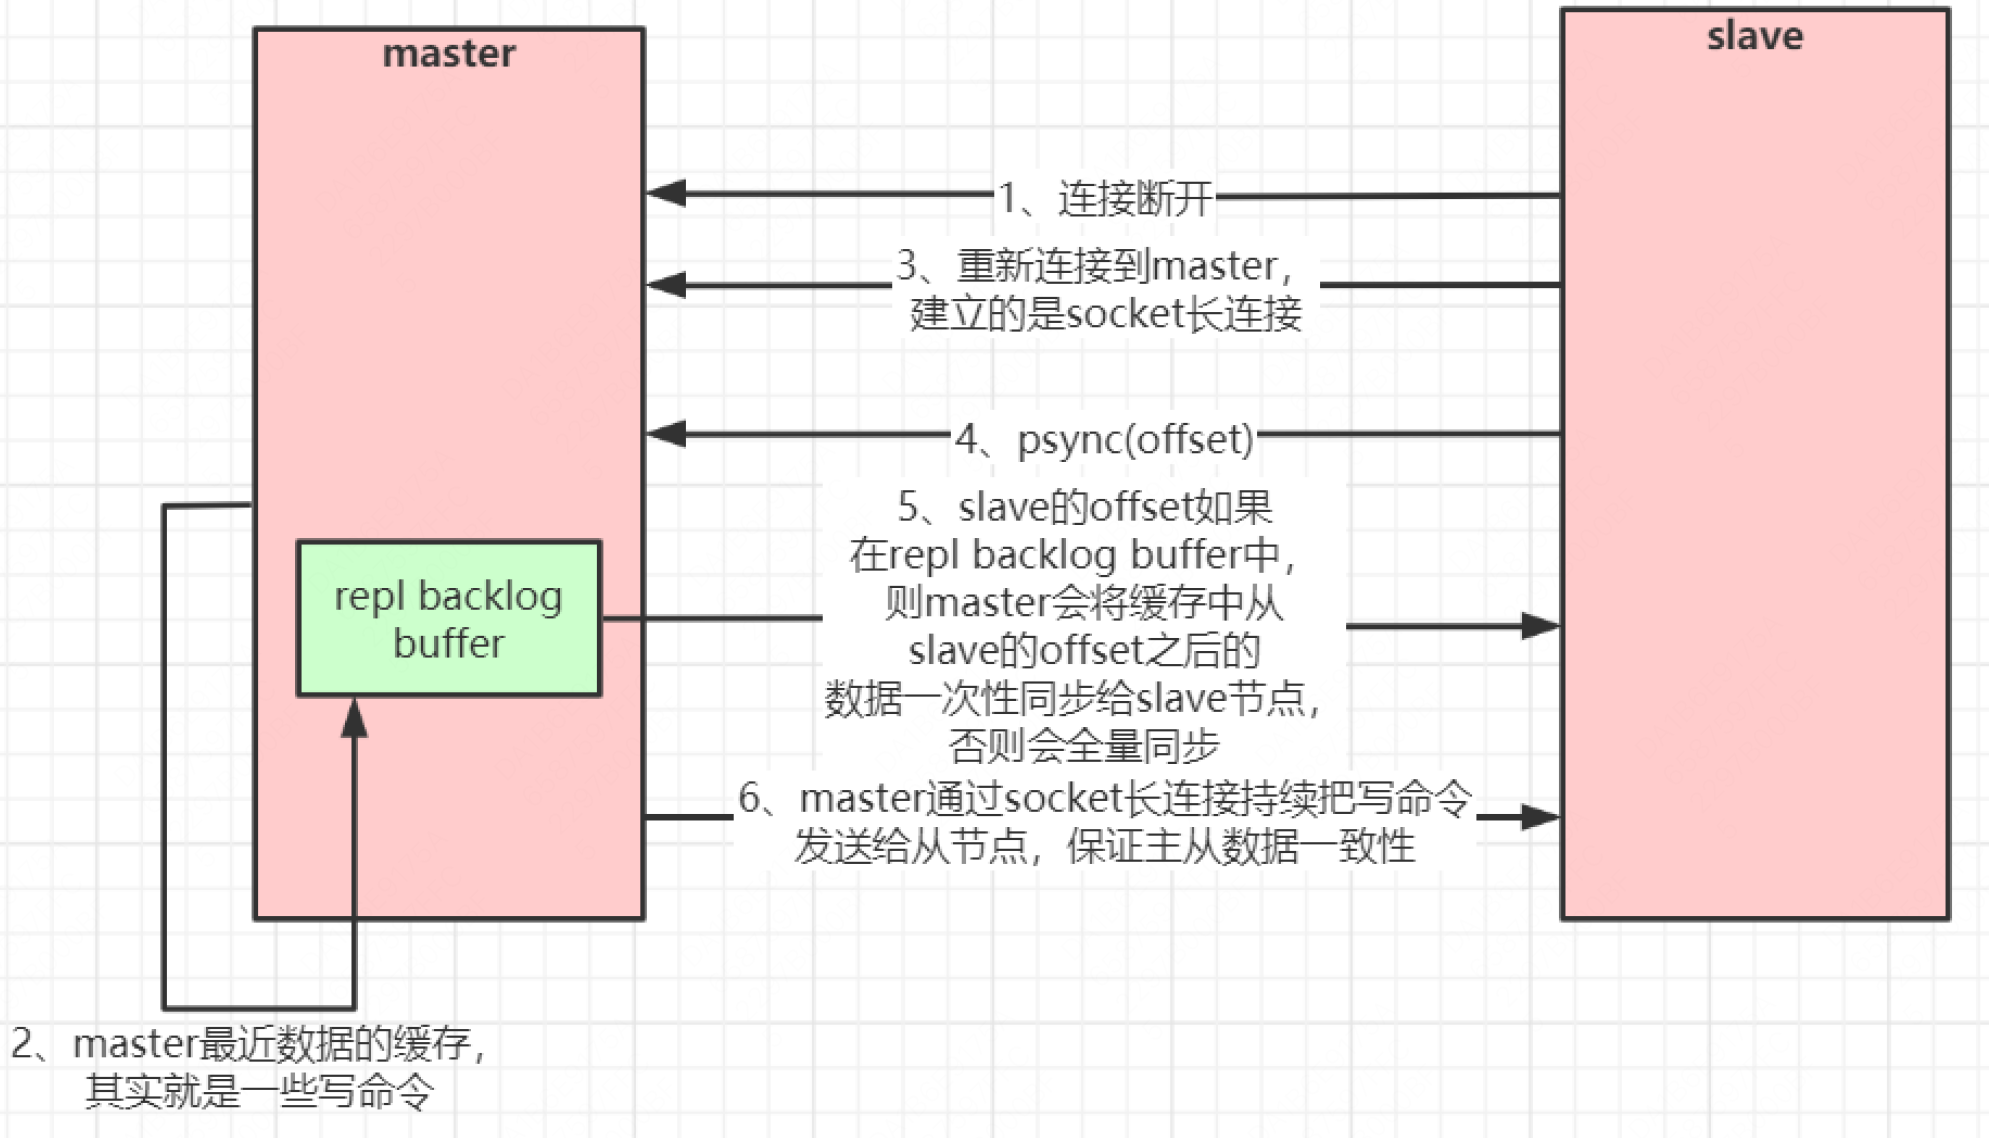 master
slave
1、连接断开
3、重新连接到master，
建立的是socket长连接
4、psync(offset)
5、slave的offset如果
在repl backlog buffer中，
则master会将缓存中从
slave的offset之后的
数据一次性同步给slave节点，
否则会全量同步
repl backlog
buffer
6、master通过socket长连接持续把写命令
发送给从节点，保证主从数据一致性
2、master最近数据的缓存，
其实就是一些写命令